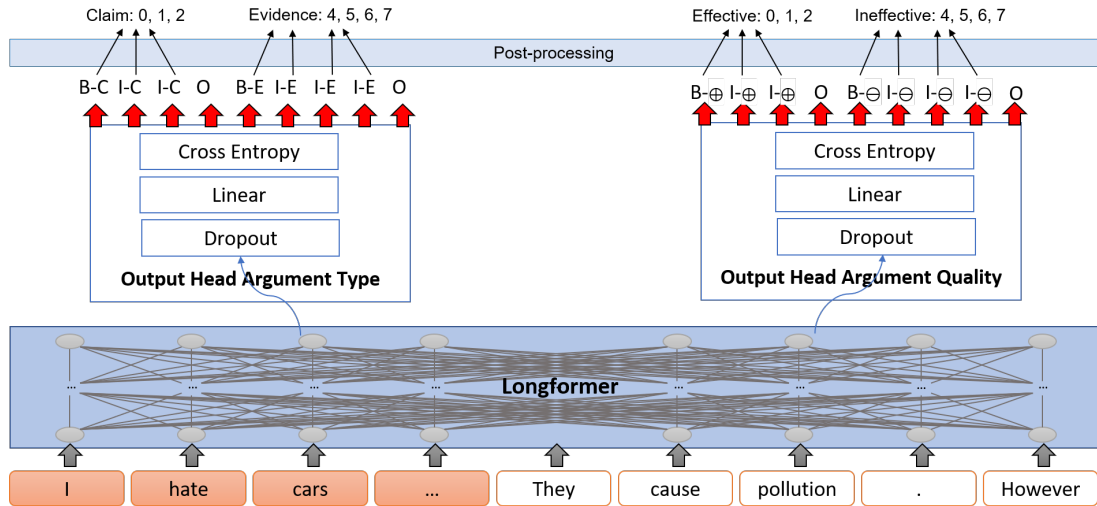 Claim: 0, 1, 2 Evidence: 4, 5, 6, 7 Effective: 0, 1, 2 Ineffective: 4, 5, 6, 7
Post-processing
B-C I-C I-C O B-E I-E I-E I-E O B-⊕ I-⊕ I-⊕ O B-⊖ I-⊖ I-⊖ I-⊖ O
Cross Entropy Cross Entropy
Linear Linear
Dropout Dropout
Output Head Argument Type Output Head Argument Quality
... ... ... ... ... ... ... ...
Longformer
I hate cars ... They cause pollution . However